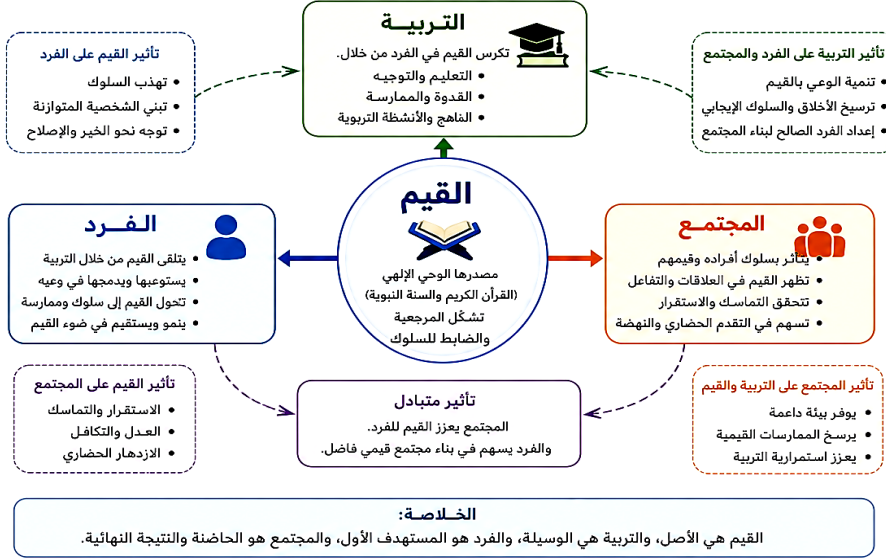 التـربيـــة
تكرس القيم في الفرد من خلال.
• التعليم والتوجيه
• القدوة والممارسة
• المناهج والأنشطة التربوية
تأثير التربية على الفرد والمجتمع
• تنمية الوعي بالقيم
• ترسيخ الأخلاق والسلوك الإيجابي
• إعداد الفرد الصالح لبناء المجتمع
تأثير القيم على الفرد
• تهذب السلوك
• تبني الشخصية المتوازنة
• توجه نحو الخير والإصلاح
القيم
مصدرها الوحي الإلهي
(القرآن الكريم والسنة النبوية)
تشكّل المرجعية
والضابط للسلوك
المجتمــع
• يتأثر بسلوك أفراده وقيمهم
• تظهر القيم في العلاقات والتفاعل
• تتحقق التماسك والاستقرار
• تسهم في التقدم الحضاري والنهضة
الـفــرد
• يتلقى القيم من خلال التربية
• يستوعبها ويدمجها في وعيه
• تتحول القيم إلى سلوك وممارسة
• ينمو ويستقيم في ضوء القيم
تأثير المجتمع على التربية والقيم
• يوفر بيئة داعمة
• يرسخ الممارسات القيمية
• يعزز استمرارية التربية
تأثير متبادل
المجتمع يعزز القيم للفرد.
والفرد يسهم في بناء مجتمع قيمي فاضل.
تأثير القيم على المجتمع
• الاستقرار والتماسك
• العدل والتكافل
• الازدهار الحضاري
الخـلاصـة:
القيم هي الأصل، والتربية هي الوسيلة، والفرد هو المستهدف الأول، والمجتمع هو الحاضنة والنتيجة النهائية.